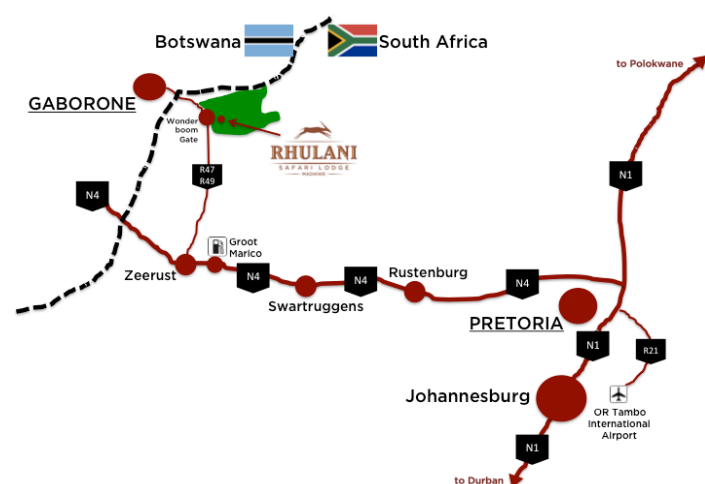 Botswana
South Africa
to Polokwane
GABORONE
Wonder
boom
Gate
RHULANI
SAFARI LODGE
MADIKWE
R47
R49
N1
N4
Groot
Marico
Zeerust
N4
N4
Rustenburg
N4
Swartruggens
PRETORIA
N1
R21
Johannesburg
OR Tambo
International
Airport
N1
to Durban